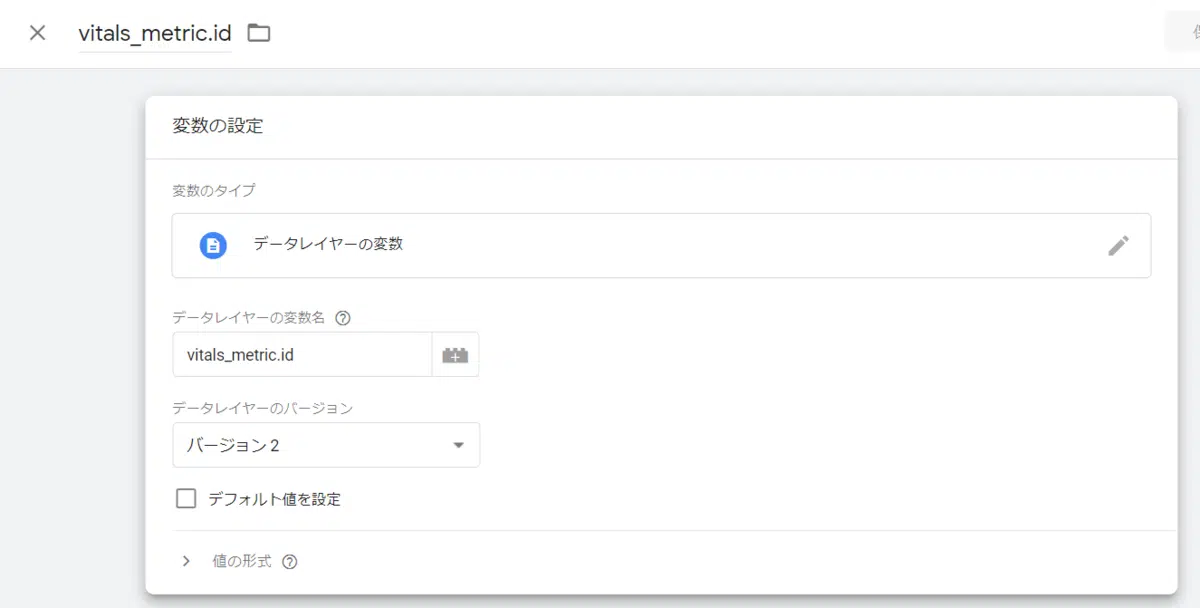 vitals_metric.id
変数の設定
変数のタイプ
データレイヤーの変数
データレイヤーの変数名
vitals_metric.id
データレイヤーのバージョン
バージョン 2
デフォルト値を設定
値の形式